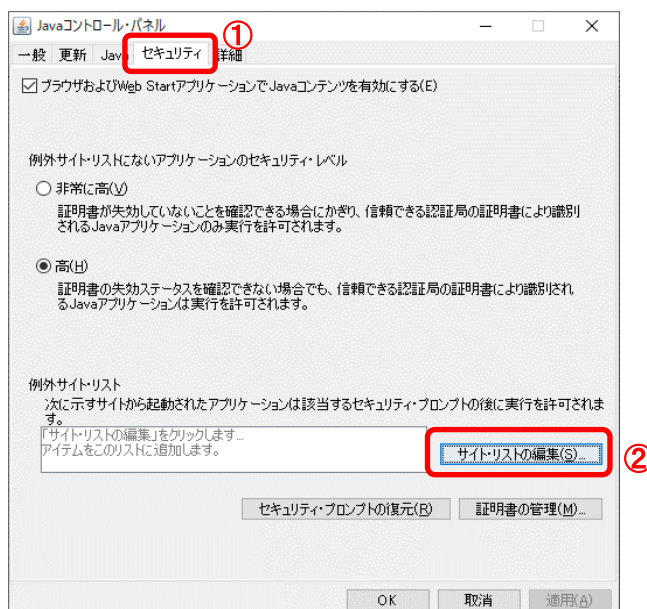 Javaコントロール・パネル
①
一般 更新 Java セキュリティ 詳細
ブラウザおよびWeb StartアプリケーションでJavaコンテンツを有効にする(E)
例外サイト・リストにないアプリケーションのセキュリティ・レベル
非常に高(V)
証明書が失効していないことを確認できる場合にかぎり、信頼できる認証局の証明書により識別
されるJavaアプリケーションのみ実行を許可されます。
高(H)
証明書の失効ステータスを確認できない場合でも、信頼できる認証局の証明書により識別され
るJavaアプリケーションは実行を許可されます。
例外サイト・リスト
次に示すサイトから起動されたアプリケーションは該当するセキュリティ・プロンプトの後に実行を許可されま
す。
「サイト・リストの編集」をクリックします...
アイテムをこのリストに追加します。
サイト・リストの編集(S)...
②
セキュリティ・プロンプトの復元(R) 証明書の管理(M)...
OK 取消 適用(A)